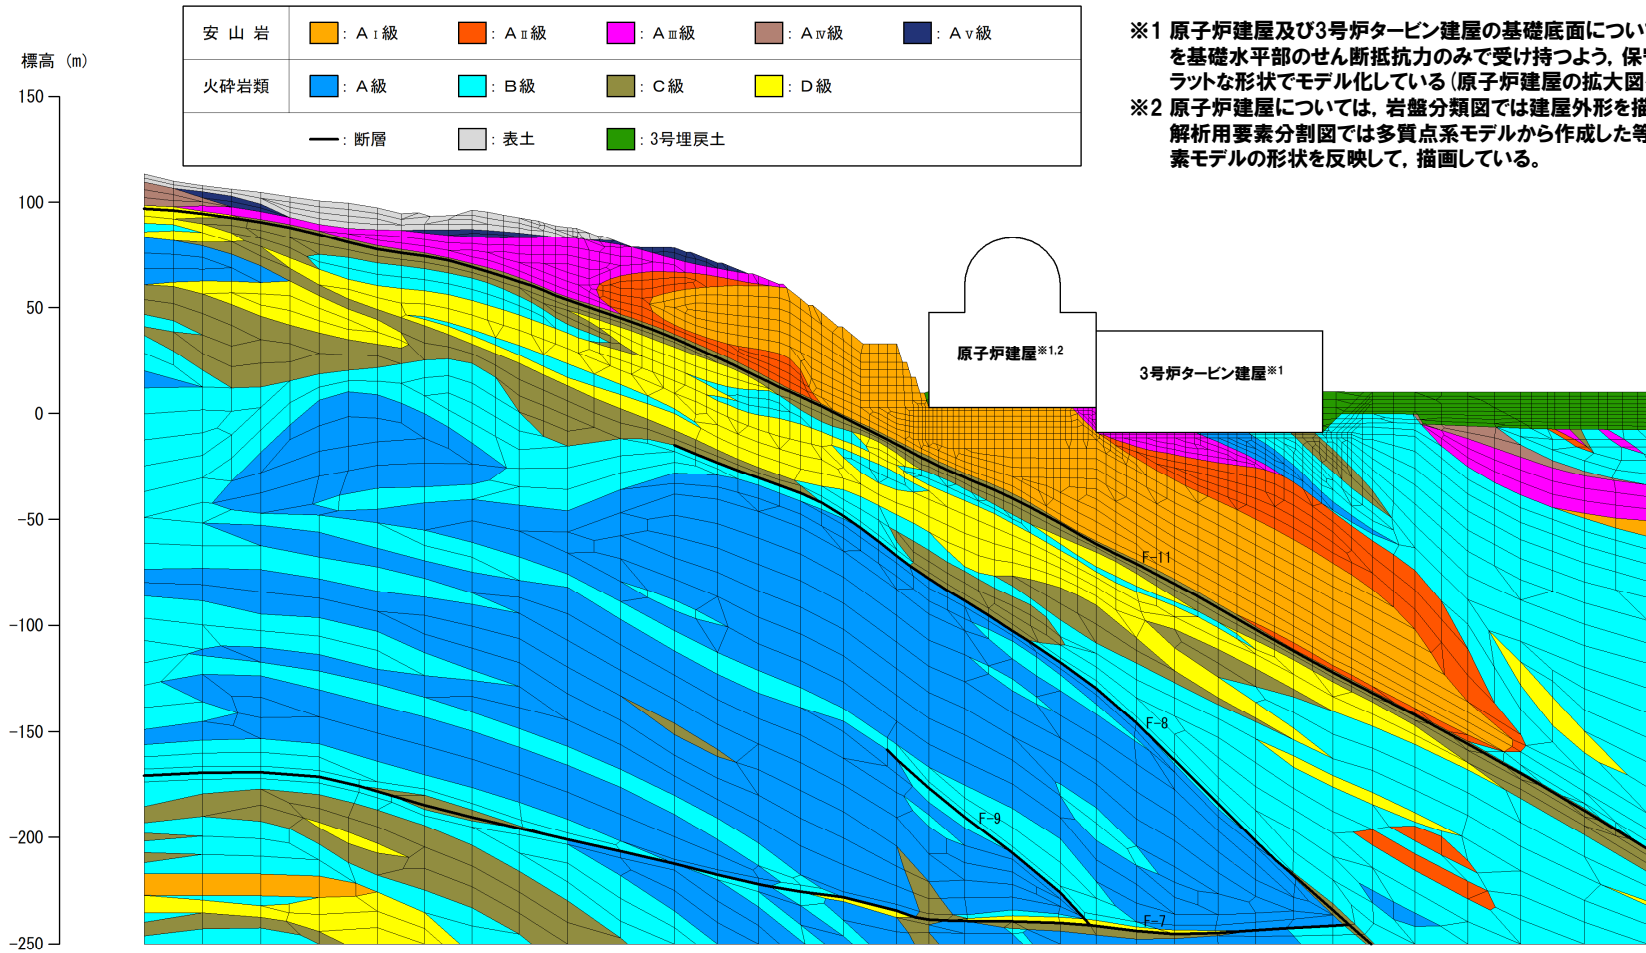 安山岩 : AⅠ級 : AⅡ級 : AⅢ級 : AⅣ級 : AⅤ級
火砕岩類 : A級 : B級 : C級 : D級
: 断層 : 表土 : 3号埋戻土
※1 原子炉建屋及び3号炉タービン建屋の基礎底面につい
を基礎水平部のせん断抵抗力のみで受け持つよう, 保
ラットな形状でモデル化している(原子炉建屋の拡大図
※2 原子炉建屋については, 岩盤分類図では建屋外形を描
解析用要素分割図では多質点系モデルから作成した等
素モデルの形状を反映して, 描画している。
標高 (m)
150
100
50
0
-50
-100
-150
-200
-250
原子炉建屋※1,2
3号炉タービン建屋※1
F-11
F-8
F-9
F-7